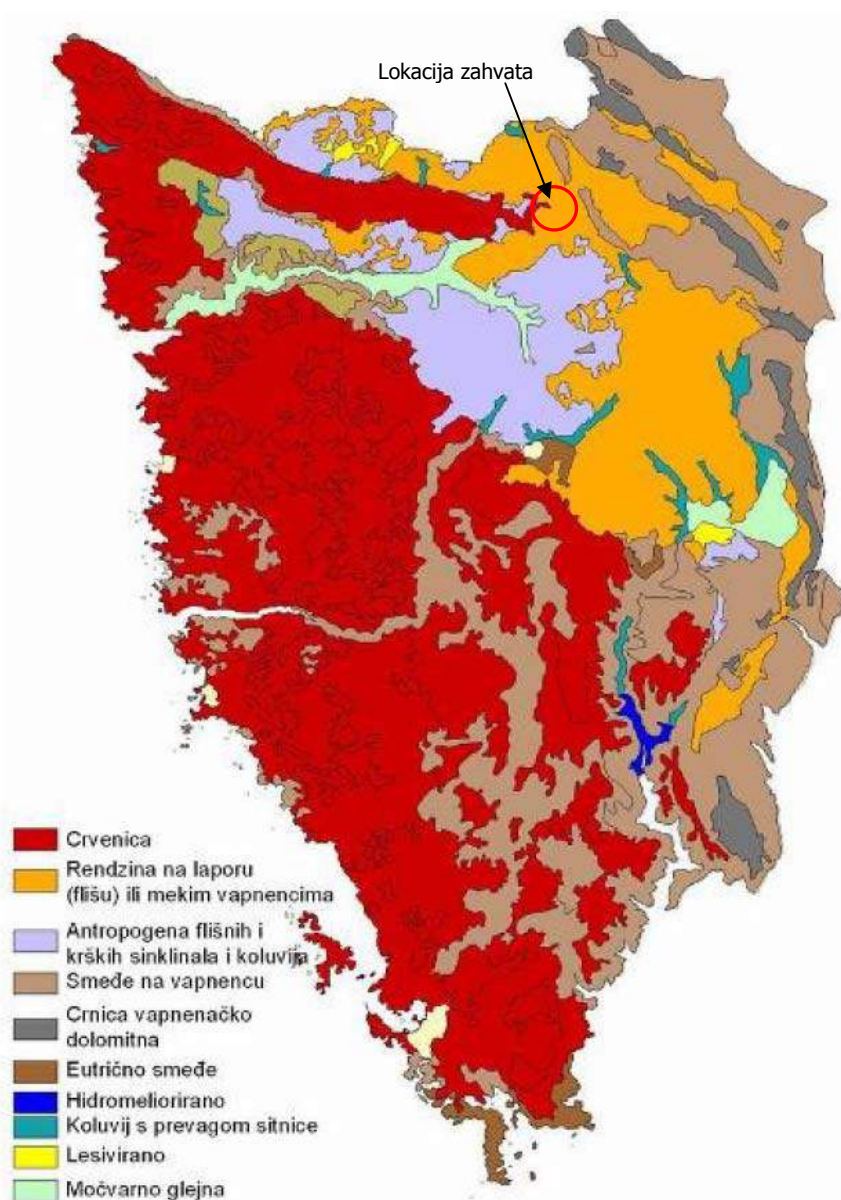 Lokacija zahvata
Crvenica
Rendzina na laporu
(flišu) ili mekim vapnencima
Antropogena flišnih i
krških sinklinala i koluvija
Smeđe na vapnencu
Crnica vapnenačko
dolomitna
Eutrično smeđe
Hidromeliorirano
Koluvij s prevagom sitnice
Lesivirano
Močvarno glejna